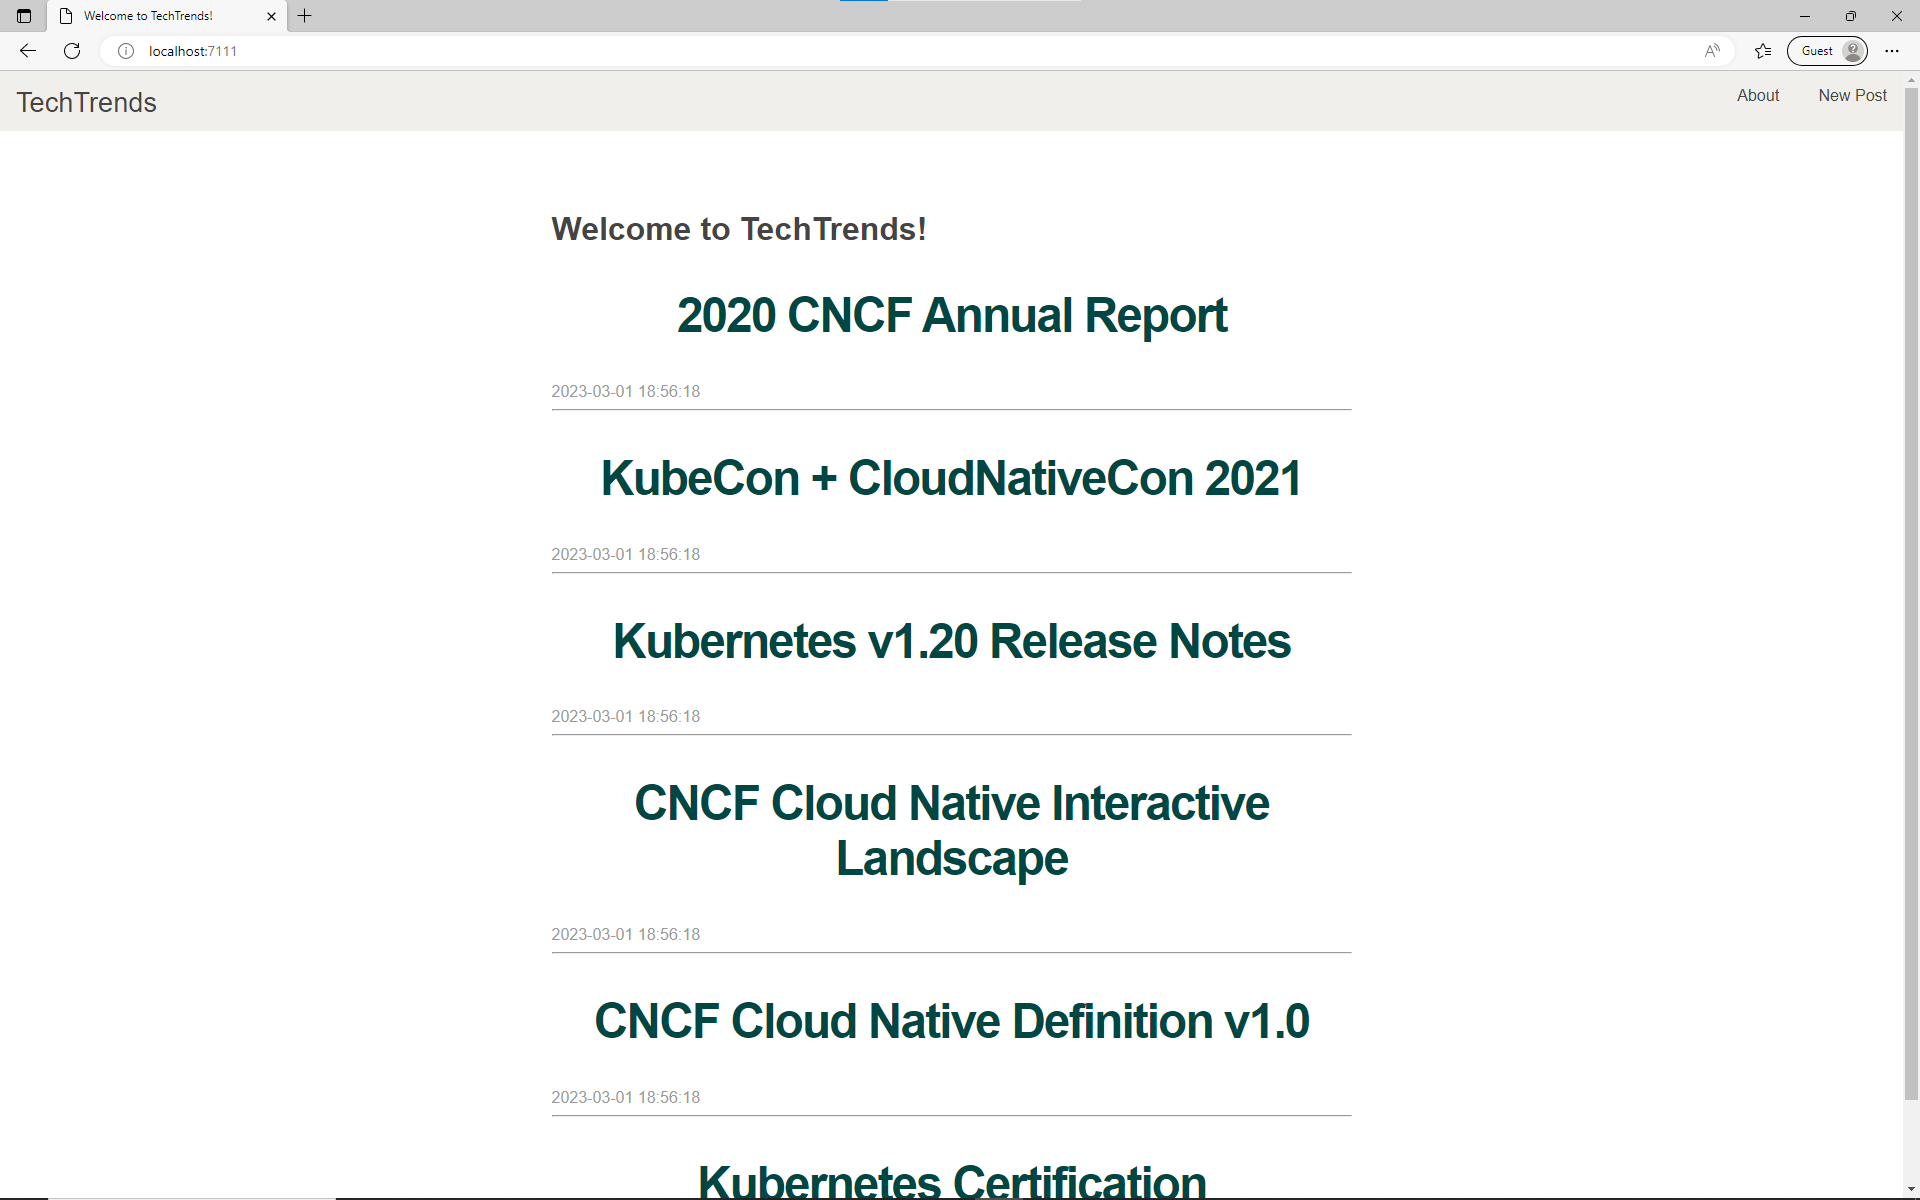 Welcome to TechTrends!
localhost:7111
Guest
TechTrends
About
New Post
Welcome to TechTrends!
2020 CNCF Annual Report
2023-03-01 18:56:18
KubeCon + CloudNativeCon 2021
2023-03-01 18:56:18
Kubernetes v1.20 Release Notes
2023-03-01 18:56:18
CNCF Cloud Native Interactive
Landscape
2023-03-01 18:56:18
CNCF Cloud Native Definition v1.0
2023-03-01 18:56:18
Kubernetes Certification